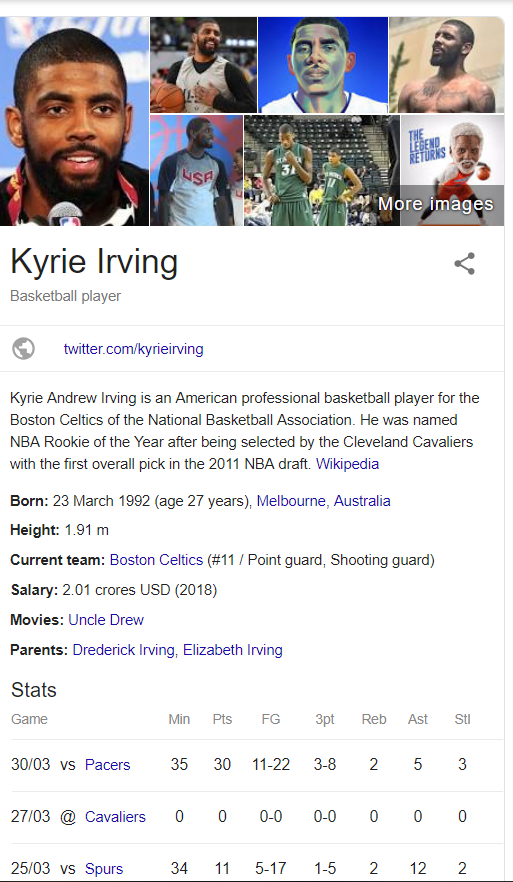 USA
31
11
THE
LEGEND
RETURNS
More images
Kyrie Irving
Basketball player
twitter.com/kyrieirving
Kyrie Andrew Irving is an American professional basketball player for the
Boston Celtics of the National Basketball Association. He was named
NBA Rookie of the Year after being selected by the Cleveland Cavaliers
with the first overall pick in the 2011 NBA draft. Wikipedia
Born: 23 March 1992 (age 27 years), Melbourne, Australia
Height: 1.91 m
Current team: Boston Celtics (#11 / Point guard, Shooting guard)
Salary: 2.01 crores USD (2018)
Movies: Uncle Drew
Parents: Drederick Irving, Elizabeth Irving
Stats
Game Min Pts FG 3pt Reb Ast Stl
30/03 vs Pacers 35 30 11-22 3-8 2 5 3
27/03 @ Cavaliers 0 0 0-0 0-0 0 0 0
25/03 vs Spurs 34 11 5-17 1-5 2 12 2